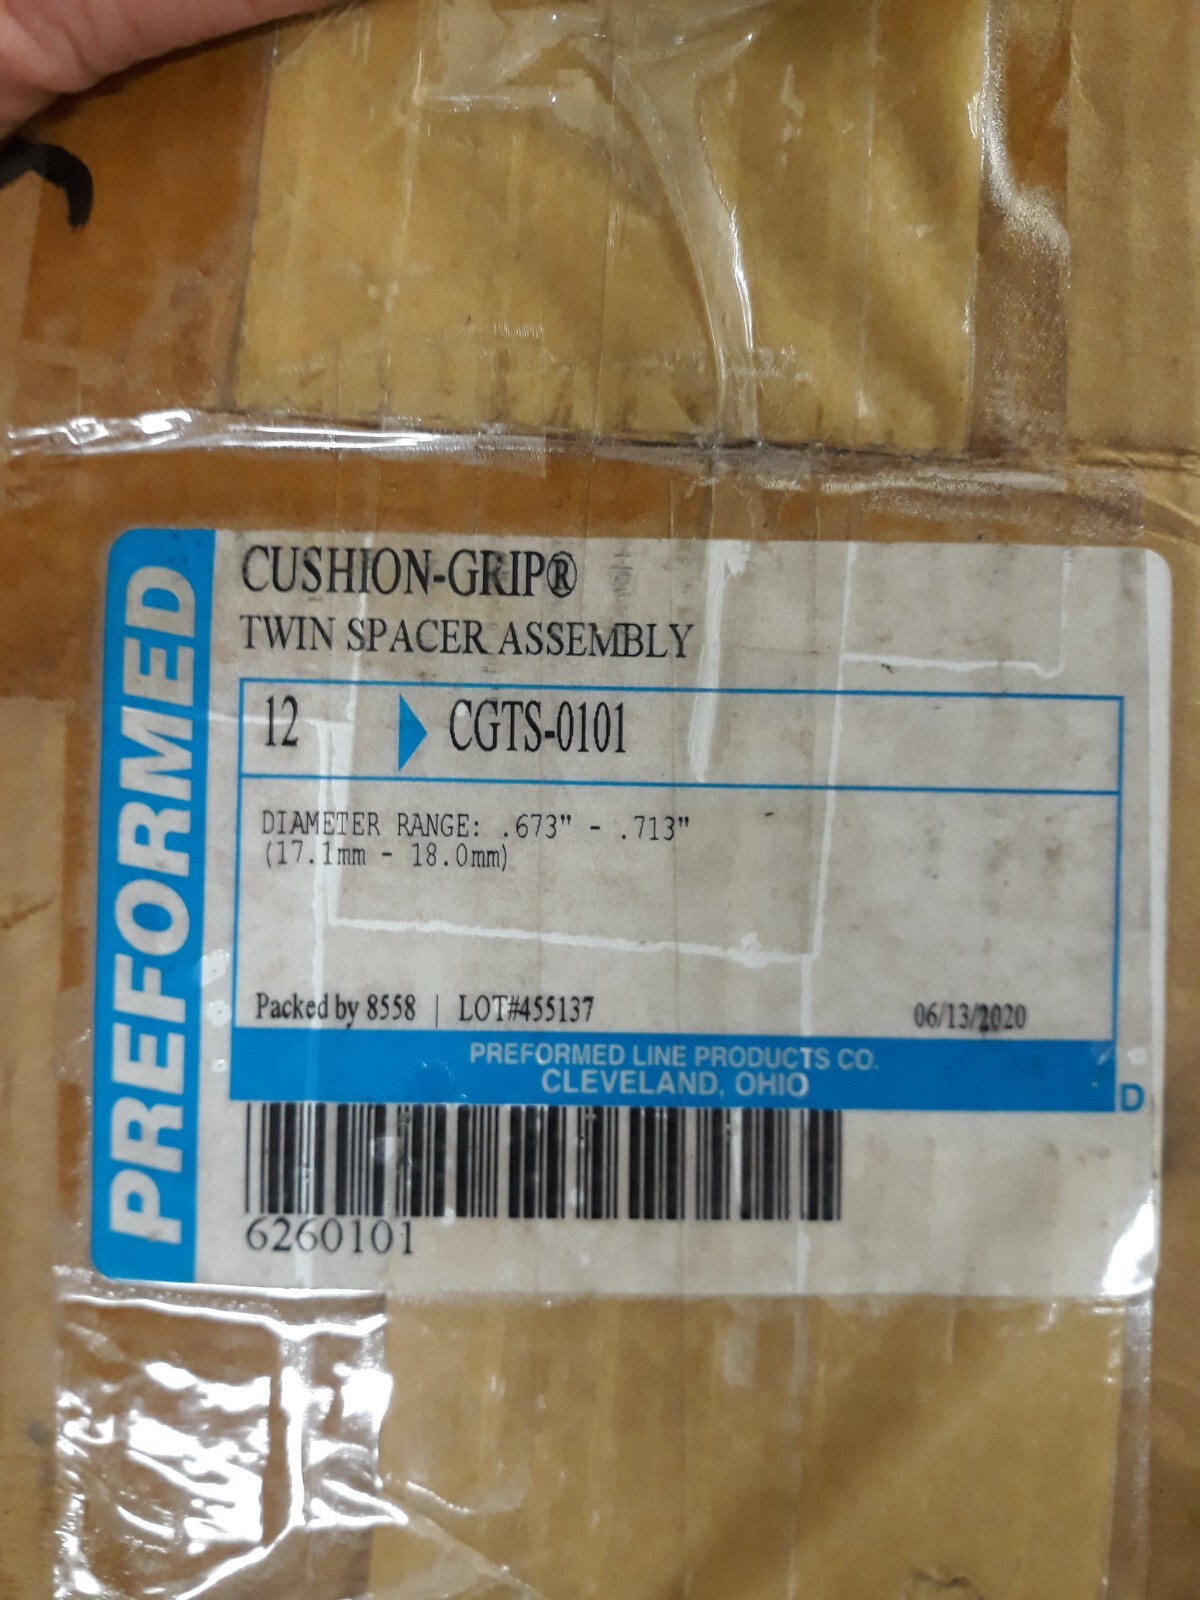 PREFORMED
CUSHION-GRIP®
TWIN SPACER ASSEMBLY
12 CGTS-0101
DIAMETER RANGE: .673" - .713"
(17.1mm - 18.0mm)
Packed by 8558 | LOT#455137 06/13/2020
PREFORMED LINE PRODUCTS CO.
CLEVELAND, OHIO
D
6260101